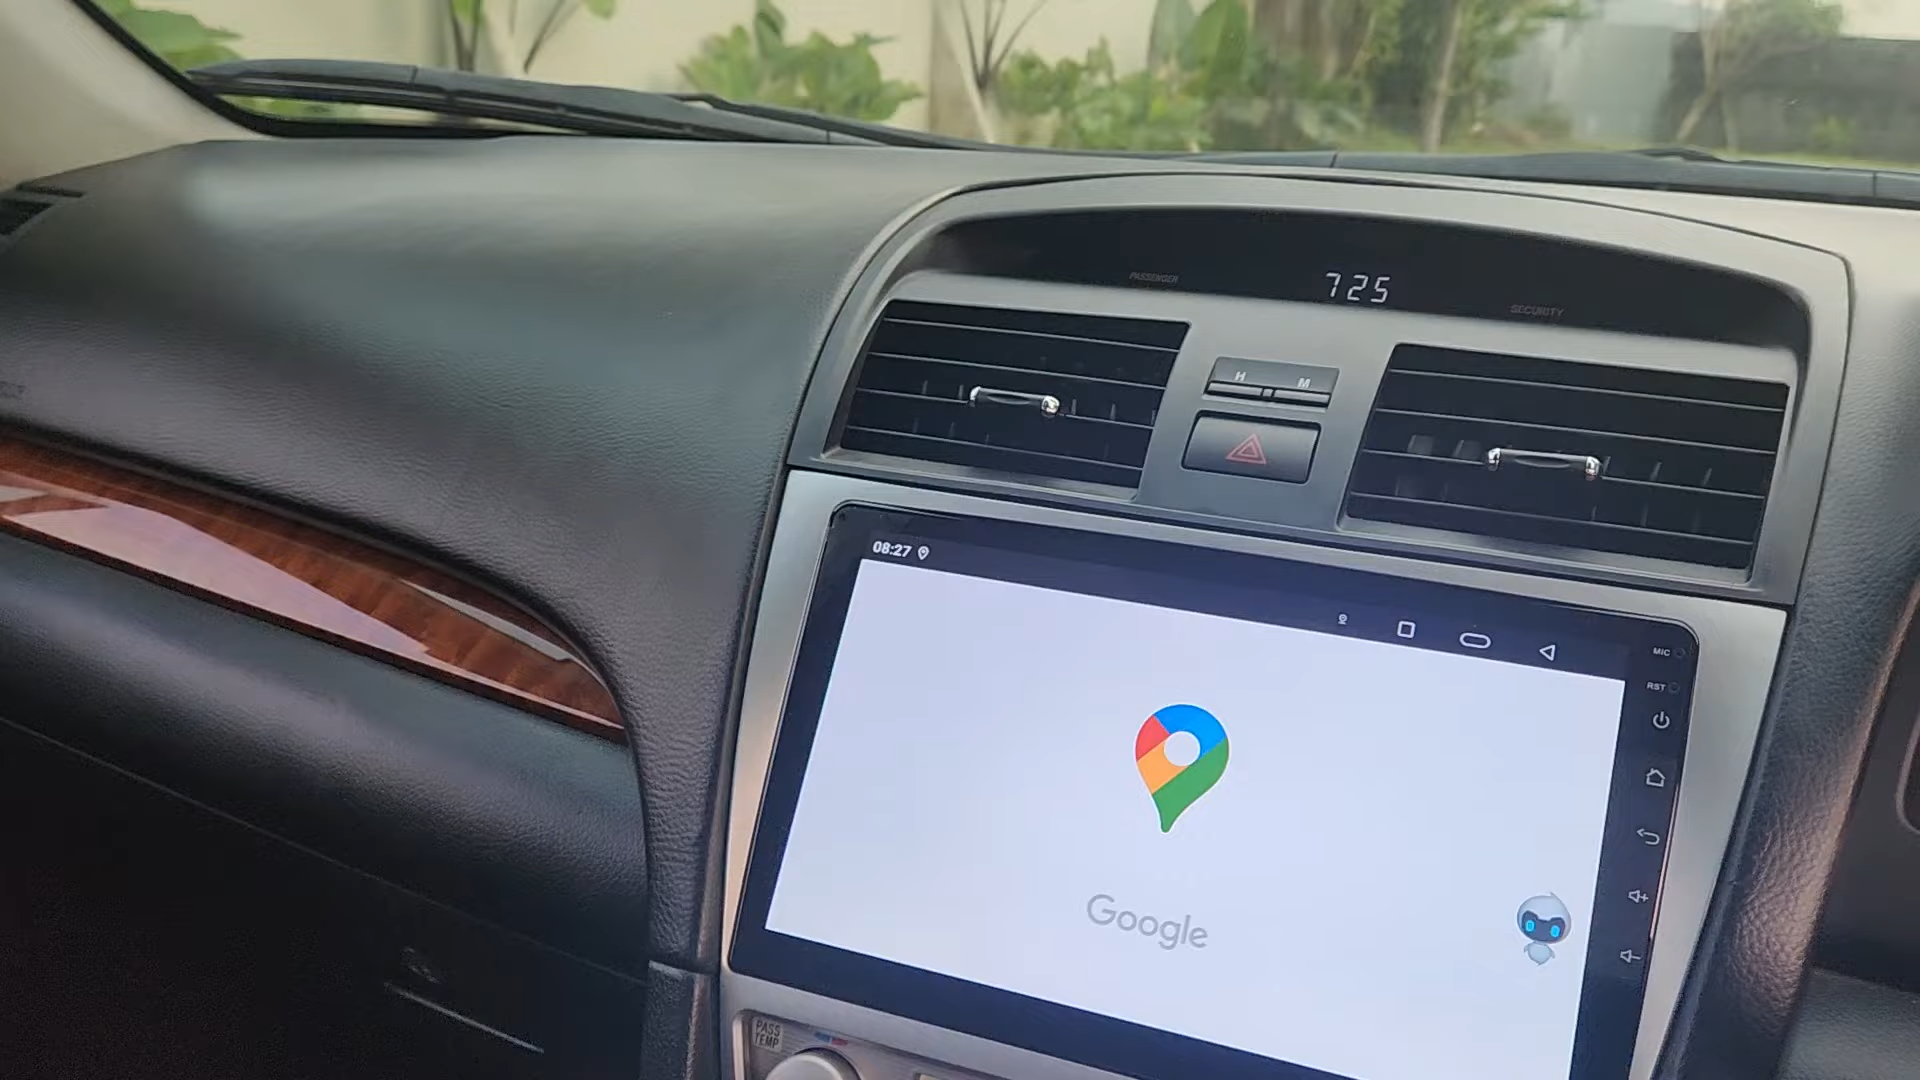 PASSENGER
725
SECURITY
H M
08:27
MIC
RST
Google
PASS
TEMP